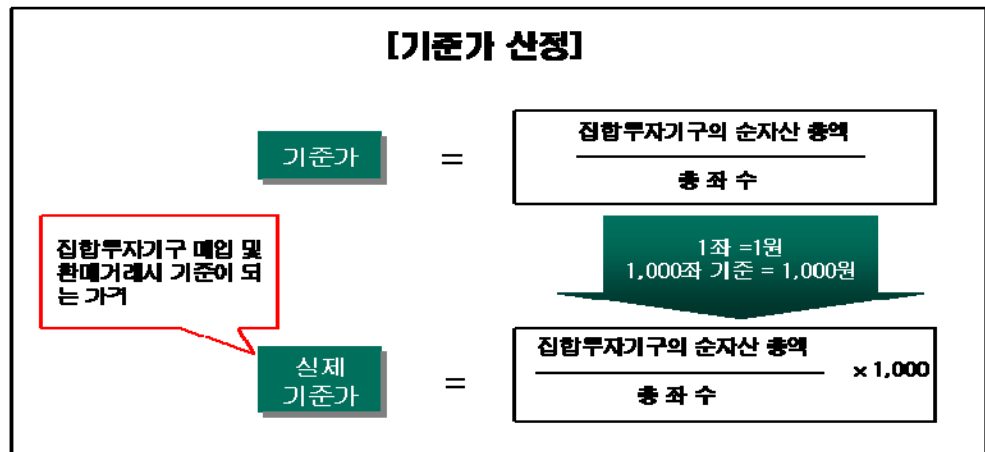 [기준가 산정]
기준가
=
집합투자기구의 순자산 총액
총 좌 수
집합투자기구 매입 및
환매거래시 기준이 되
는 가격
1좌 =1원
1,000좌 기준 = 1,000원
실제
기준가
=
집합투자기구의 순자산 총액
총 좌 수
×1,000